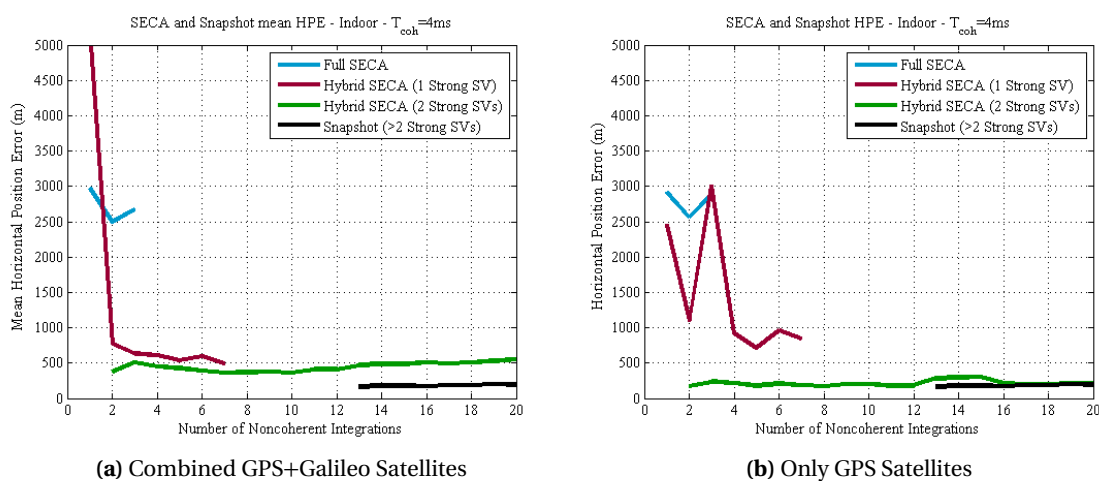 SECA and Snapshot mean HPE - Indoor - T_coh=4ms
Mean Horizontal Position Error (m)
5000
4500
4000
3500
3000
2500
2000
1500
1000
500
0
Full SECA
Hybrid SECA (1 Strong SV)
Hybrid SECA (2 Strong SVs)
Snapshot (>2 Strong SVs)
0 2 4 6 8 10 12 14 16 18 20
Number of Noncoherent Integrations
(a) Combined GPS+Galileo Satellites
SECA and Snapshot HPE - Indoor - T_coh=4ms
Horizontal Position Error (m)
5000
4500
4000
3500
3000
2500
2000
1500
1000
500
0
Full SECA
Hybrid SECA (1 Strong SV)
Hybrid SECA (2 Strong SVs)
Snapshot (>2 Strong SVs)
0 2 4 6 8 10 12 14 16 18 20
Number of Noncoherent Integrations
(b) Only GPS Satellites